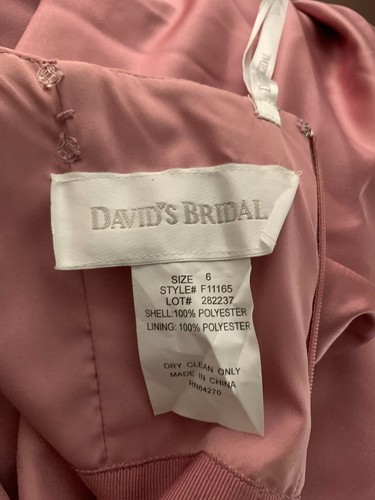 DAVID'S BRIDAL
SIZE 6
STYLE# F11165
LOT# 282237
SHELL:100% POLYESTER
LINING: 100% POLYESTER
DRY CLEAN ONLY
MADE IN CHINA
RN84270